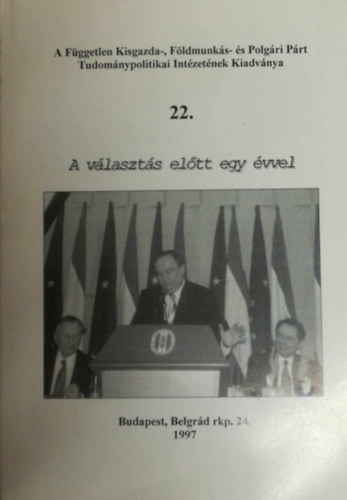 A Független Kisgazda-, Földmunkás- és Polgári Párt
Tudománypolitikai Intézetének Kiadványa
22.
A választás előtt egy évvel
Budapest, Belgrád rkp. 24.
1997